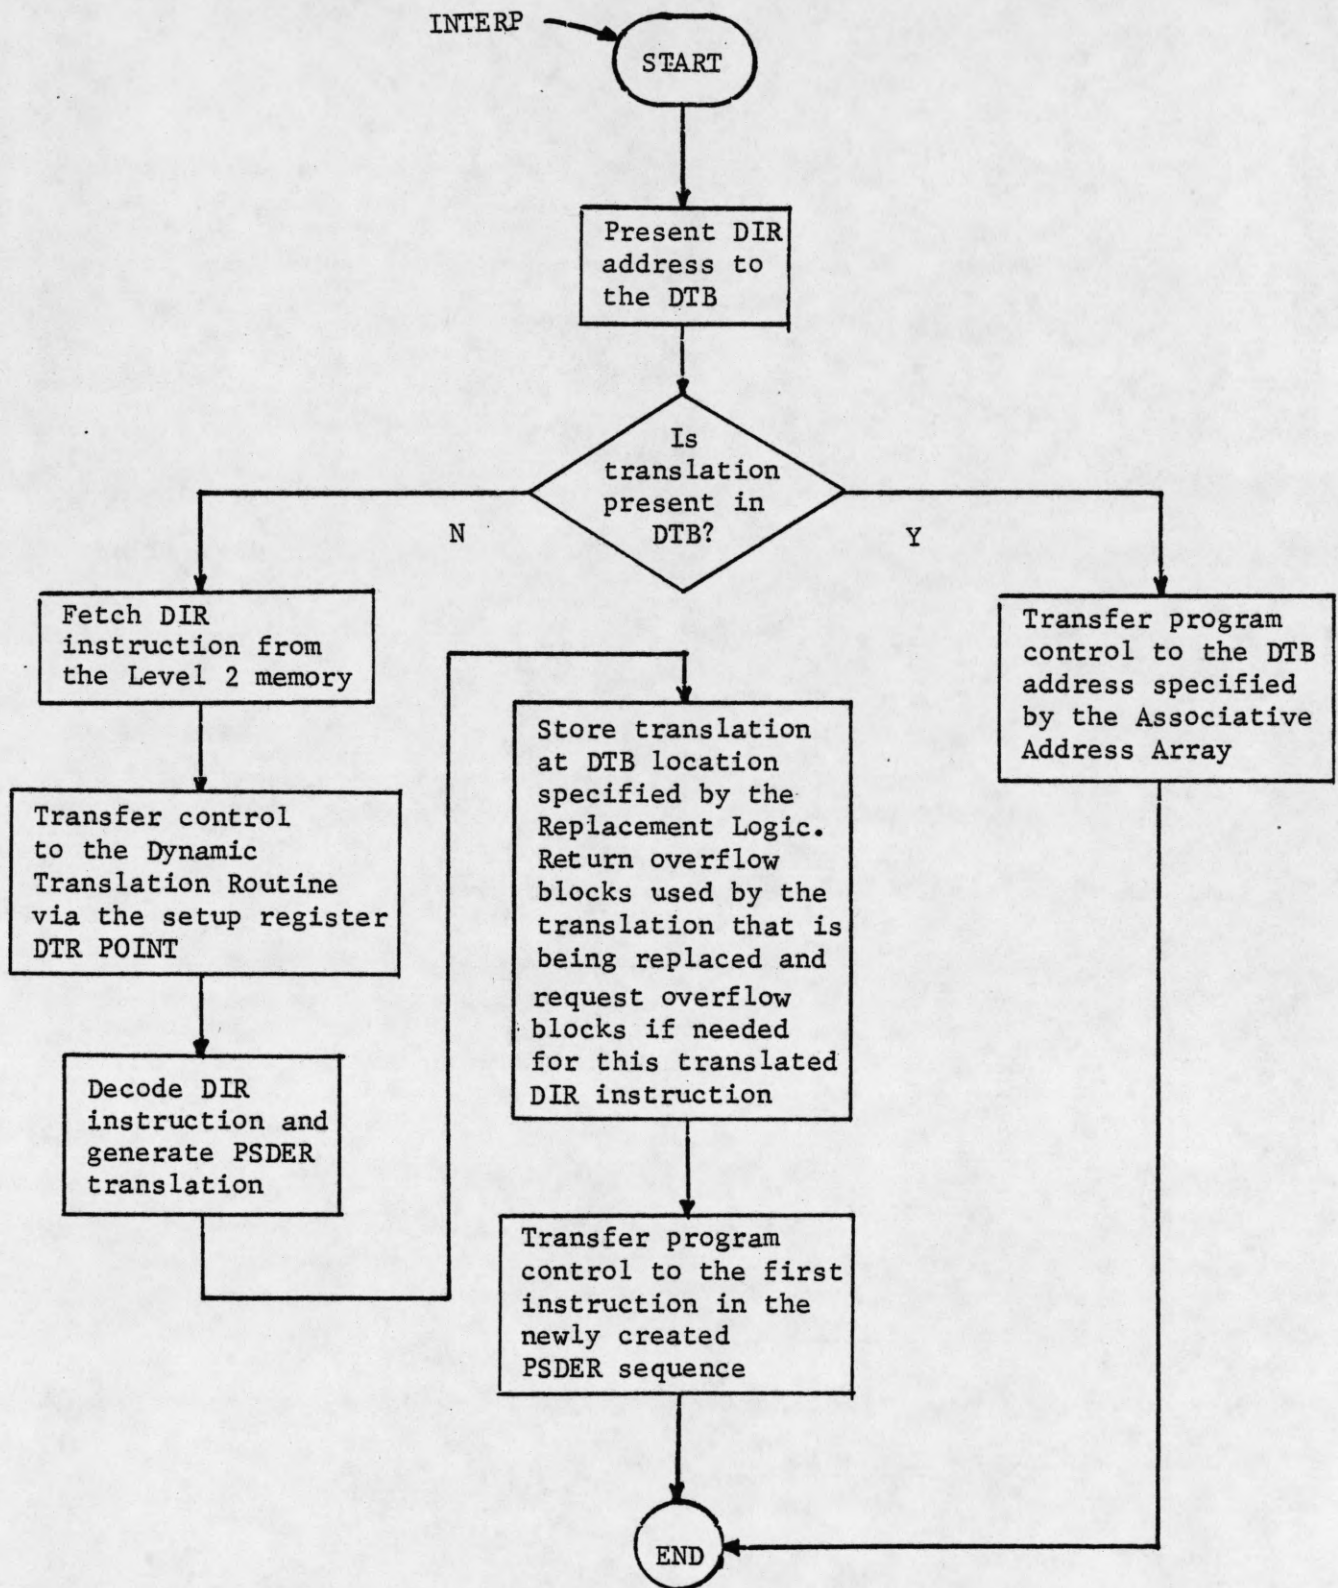 INTERP
START
Present DIR
address to
the DTB
Is
translation
present in
DTB?
N
Y
Fetch DIR
instruction from
the Level 2 memory
Transfer control
to the Dynamic
Translation Routine
via the setup register
DTR POINT
Decode DIR
instruction and
generate PSDER
translation
Store translation
at DTB location
specified by the
Replacement Logic.
Return overflow
blocks used by the
translation that is
being replaced and
request overflow
blocks if needed
for this translated
DIR instruction
Transfer program
control to the first
instruction in the
newly created
PSDER sequence
Transfer program
control to the DTB
address specified
by the Associative
Address Array
END